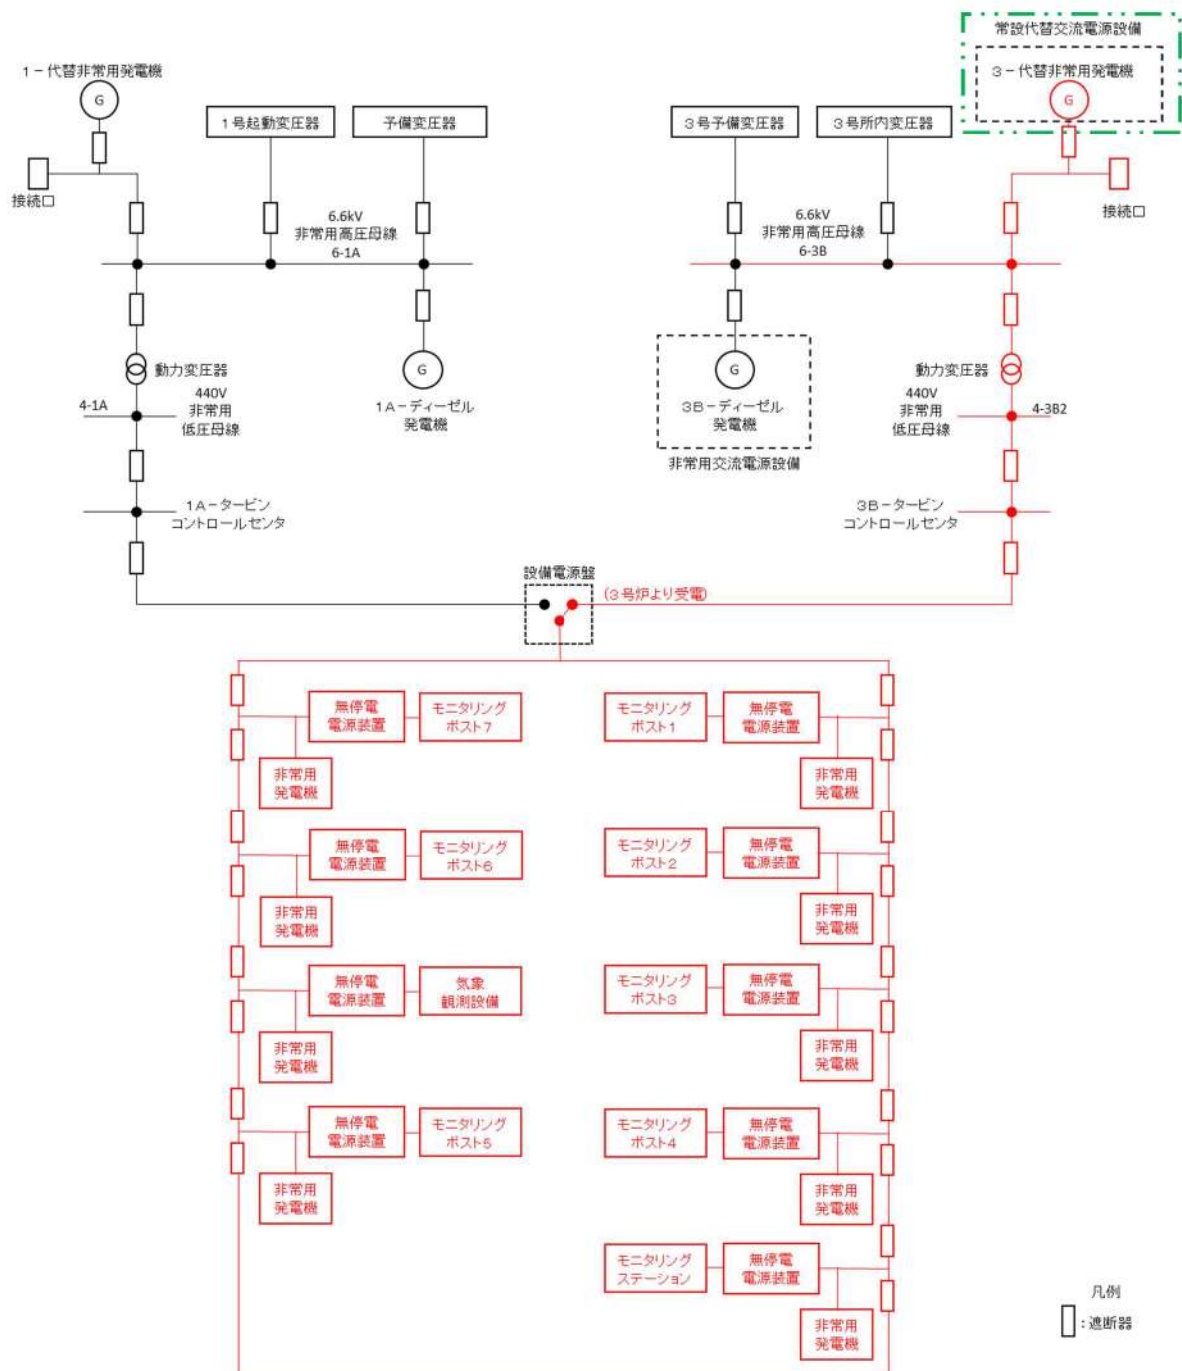 常設代替交流電源設備
1-代替非常用発電機
3-代替非常用発電機
G
G
1号起動変圧器
予備変圧器
3号予備変圧器
3号所内変圧器
接続口
接続口
6.6kV
非常用高圧母線
6-1A
6.6kV
非常用高圧母線
6-3B
動力変圧器
G
1A-ディーゼル
発電機
G
3B-ディーゼル
発電機
非常用交流電源設備
動力変圧器
4-1A
440V
非常用
低圧母線
440V
非常用
低圧母線
4-3B2
1A-タービン
コントロールセンタ
3B-タービン
コントロールセンタ
設備電源盤
(3号炉より受電)
無停電
電源装置
モニタリング
ポスト7
モニタリング
ポスト1
無停電
電源装置
非常用
発電機
非常用
発電機
無停電
電源装置
モニタリング
ポスト6
モニタリング
ポスト2
無停電
電源装置
非常用
発電機
非常用
発電機
無停電
電源装置
気象
観測設備
モニタリング
ポスト3
無停電
電源装置
非常用
発電機
非常用
発電機
無停電
電源装置
モニタリング
ポスト5
モニタリング
ポスト4
無停電
電源装置
非常用
発電機
非常用
発電機
モニタリング
ステーション
無停電
電源装置
非常用
発電機
凡例
:遮断器